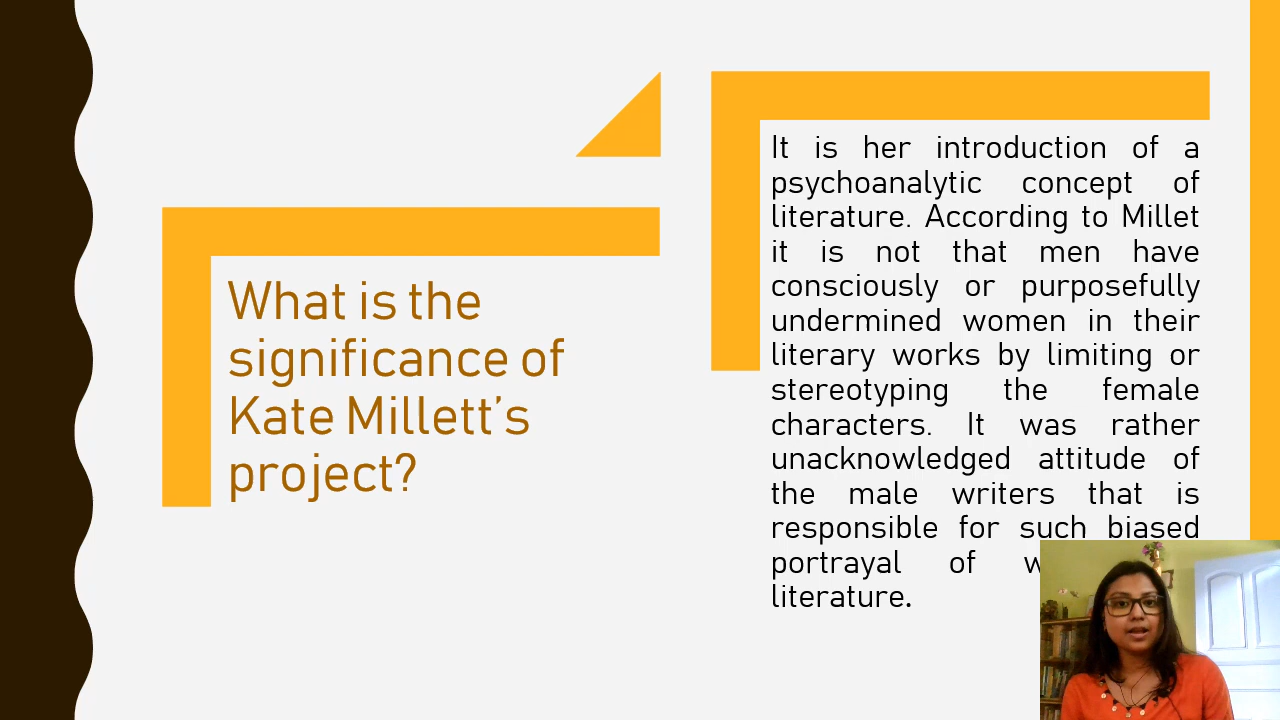 What is the
significance of
Kate Millett’s
project?
It is her introduction of a
psychoanalytic concept of
literature. According to Millet
it is not that men have
consciously or purposefully
undermined women in their
literary works by limiting or
stereotyping the female
characters. It was rather
unacknowledged attitude of
the male writers that is
responsible for such biased
portrayal of
literature.